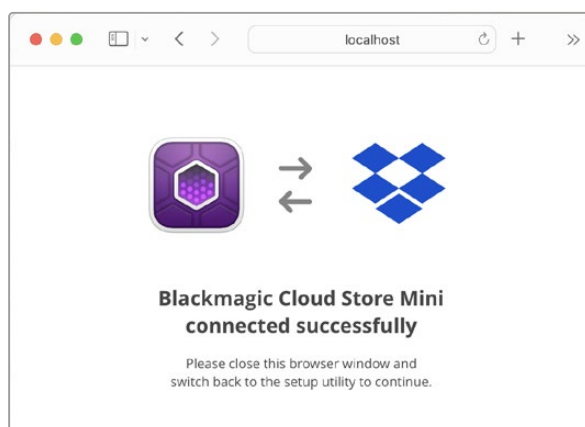 localhost
Blackmagic Cloud Store Mini
connected successfully
Please close this browser window and
switch back to the setup utility to continue.